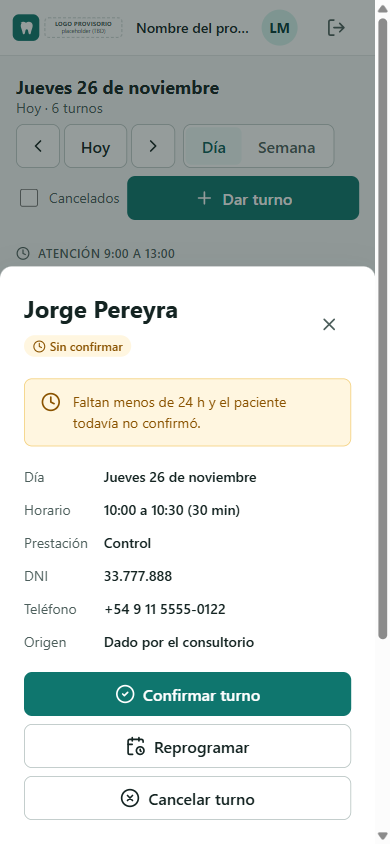 LOGO PROVISORIO
placeholder (TBD)
Nombre del pro...
LM
Jueves 26 de noviembre
Hoy · 6 turnos
Hoy
Día
Semana
Cancelados
Dar turno
ATENCIÓN 9:00 A 13:00
Jorge Pereyra
Sin confirmar
Faltan menos de 24 h y el paciente
todavía no confirmó.
Día Jueves 26 de noviembre
Horario 10:00 a 10:30 (30 min)
Prestación Control
DNI 33.777.888
Teléfono +54 9 11 5555-0122
Origen Dado por el consultorio
Confirmar turno
Reprogramar
Cancelar turno